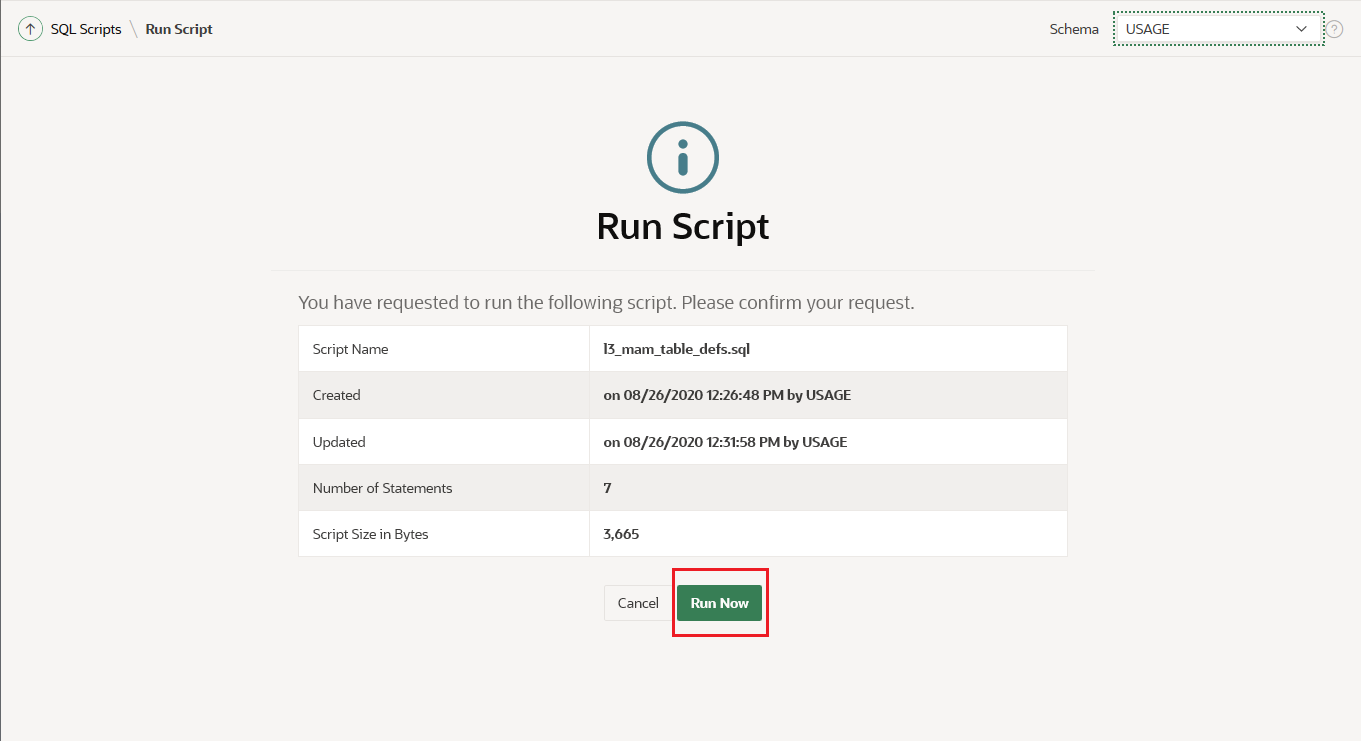 SQL Scripts \ Run Script Schema USAGE ?
Run Script
You have requested to run the following script. Please confirm your request.
Script Name l3_mam_table_defs.sql
Created on 08/26/2020 12:26:48 PM by USAGE
Updated on 08/26/2020 12:31:58 PM by USAGE
Number of Statements 7
Script Size in Bytes 3,665
Cancel Run Now